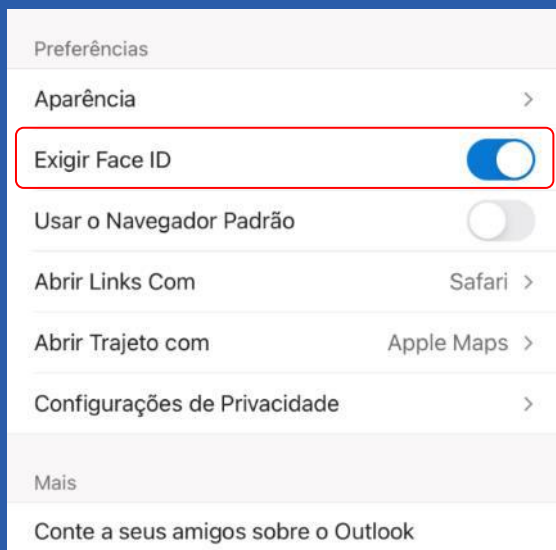 Preferências
Aparência
Exigir Face ID
Usar o Navegador Padrão
Abrir Links Com Safari
Abrir Trajeto com Apple Maps
Configurações de Privacidade
Mais
Conte a seus amigos sobre o Outlook